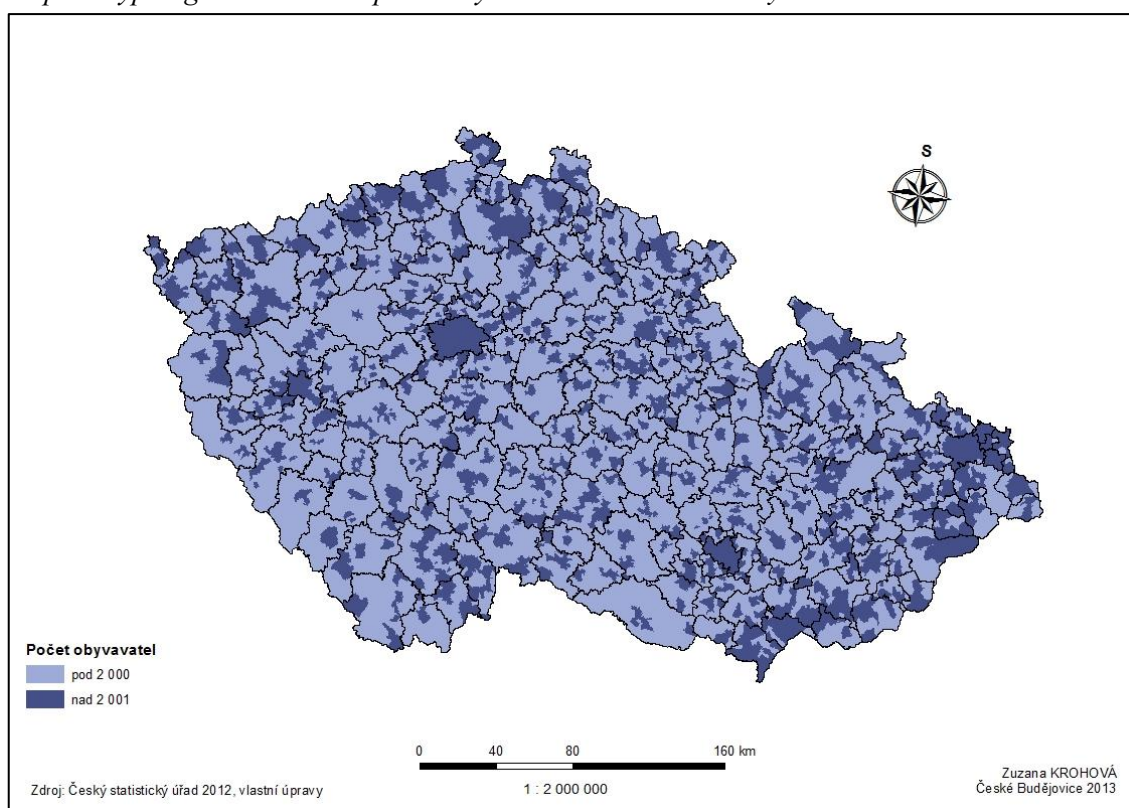 S
Počet obyvavatel
pod 2 000
nad 2 001
0 40 80 160 km
1 : 2 000 000
Zdroj: Český statistický úřad 2012, vlastní úpravy
Zuzana KROHOVÁ
České Budějovice 2013